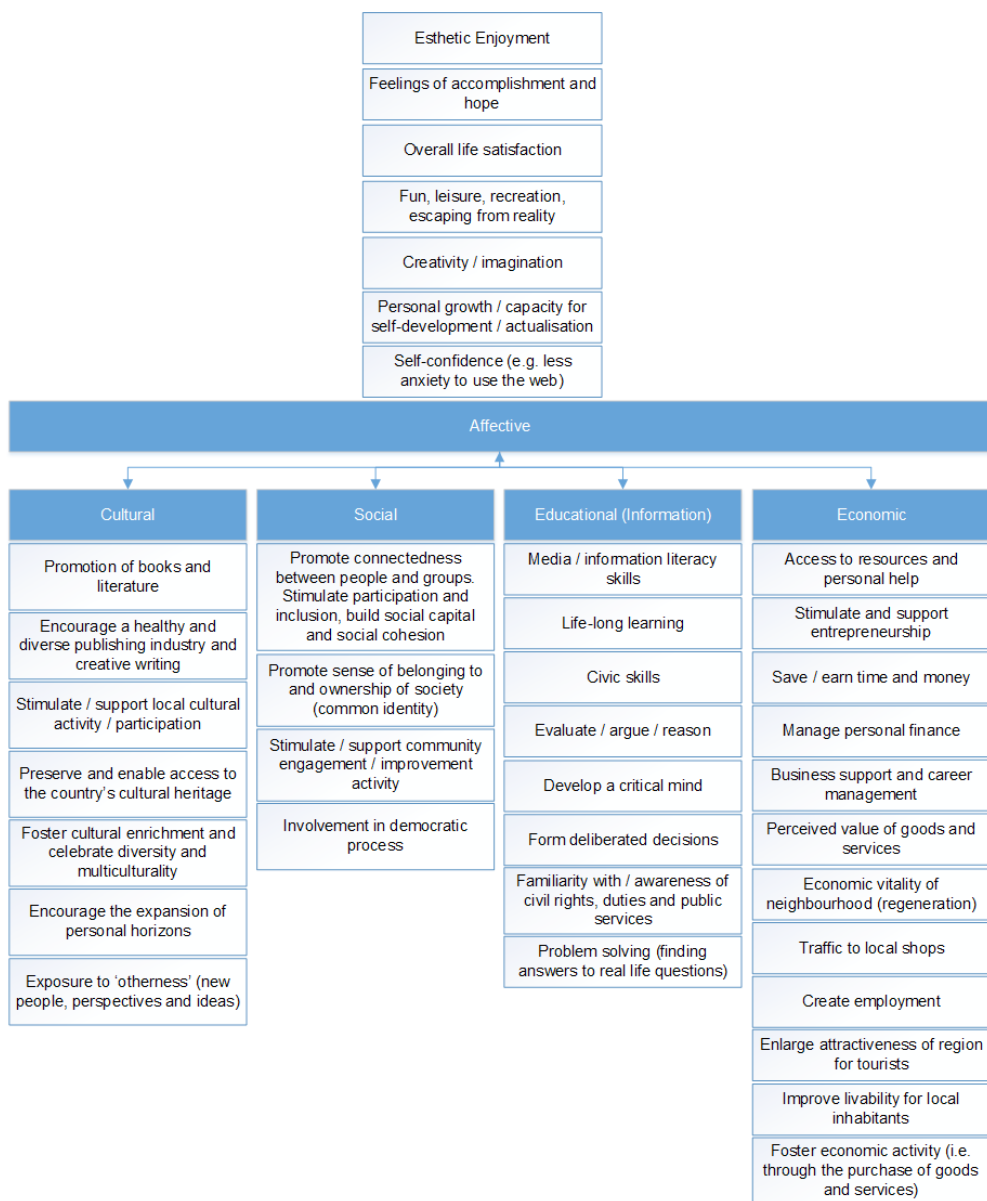 Esthetic Enjoyment
Feelings of accomplishment and
hope
Overall life satisfaction
Fun, leisure, recreation,
escaping from reality
Creativity / imagination
Personal growth / capacity for
self-development / actualisation
Self-confidence (e.g. less
anxiety to use the web)
Affective
Cultural
Promotion of books and
literature
Encourage a healthy and
diverse publishing industry and
creative writing
Stimulate / support local cultural
activity / participation
Preserve and enable access to
the country’s cultural heritage
Foster cultural enrichment and
celebrate diversity and
multiculturality
Encourage the expansion of
personal horizons
Exposure to ‘otherness’ (new
people, perspectives and ideas)
Social
Promote connectedness
between people and groups.
Stimulate participation and
inclusion, build social capital
and social cohesion
Promote sense of belonging to
and ownership of society
(common identity)
Stimulate / support community
engagement / improvement
activity
Involvement in democratic
process
Educational (Information)
Media / information literacy
skills
Life-long learning
Civic skills
Evaluate / argue / reason
Develop a critical mind
Form deliberated decisions
Familiarity with / awareness of
civil rights, duties and public
services
Problem solving (finding
answers to real life questions)
Economic
Access to resources and
personal help
Stimulate and support
entrepreneurship
Save / earn time and money
Manage personal finance
Business support and career
management
Perceived value of goods and
services
Economic vitality of
neighbourhood (regeneration)
Traffic to local shops
Create employment
Enlarge attractiveness of region
for tourists
Improve livability for local
inhabitants
Foster economic activity (i.e.
through the purchase of goods
and services)